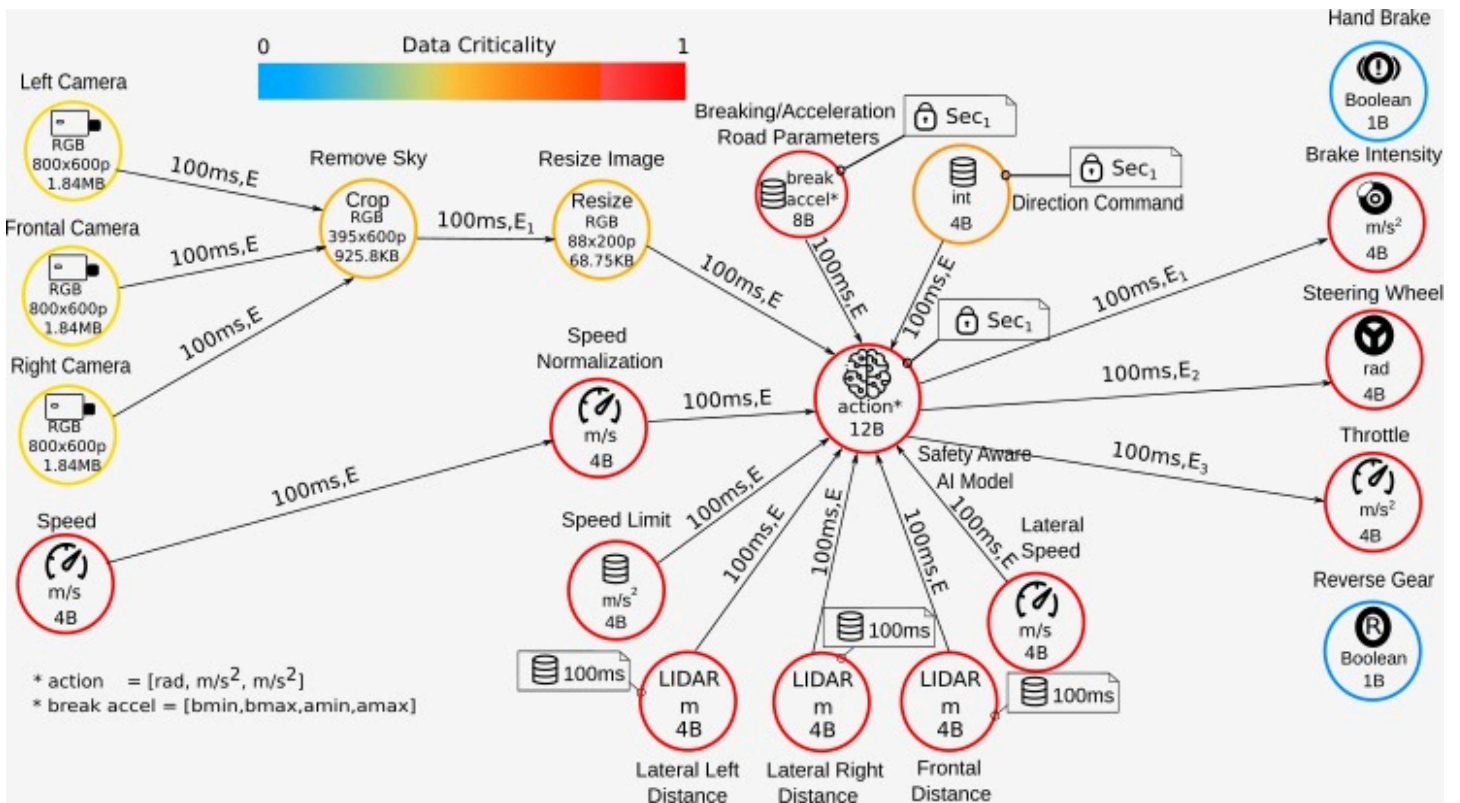 0
Data Criticality
1
Left Camera
RGB
800x600p
1.84MB
Frontal Camera
RGB
800x600p
1.84MB
Right Camera
RGB
800x600p
1.84MB
100ms,E
100ms,E
100ms,E
Remove Sky
Crop
RGB
395x600p
925.8KB
100ms,E1
Resize Image
Resize
RGB
88x200p
68.75KB
100ms,E
Speed
m/s
4B
100ms,E
Speed
Normalization
m/s
4B
100ms,E
Breaking/Acceleration
Road Parameters
break
accel*
8B
Sec1
100ms,E
int
4B
Sec1
Direction Command
100ms,E
Sec1
action*
12B
Safety Aware
AI Model
Speed Limit
m/s²
4B
100ms,E
LIDAR
m
4B
100ms
Lateral Left
Distance
100ms,E
LIDAR
m
4B
100ms
Lateral Right
Distance
100ms,E
LIDAR
m
4B
100ms
Frontal
Distance
100ms,E
Lateral
Speed
m/s
4B
100ms,E
100ms,E1
100ms,E2
100ms,E3
Hand Brake
Boolean
1B
Brake Intensity
m/s²
4B
Steering Wheel
rad
4B
Throttle
m/s²
4B
Reverse Gear
R
Boolean
1B
* action = [rad, m/s², m/s²]
* break accel = [bmin,bmax,amin,amax]